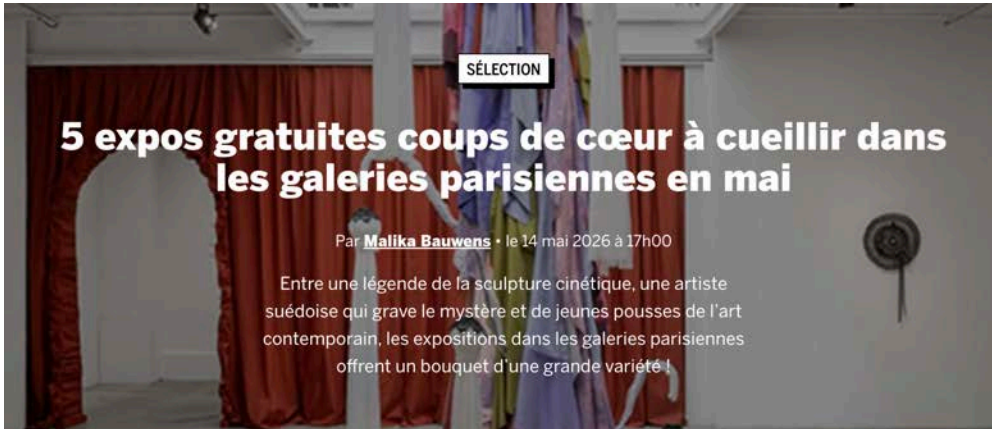 SÉLECTION
5 expos gratuites coups de cœur à cueillir dans
les galeries parisiennes en mai
Par Malika Bauwens • le 14 mai 2026 à 17h00
Entre une légende de la sculpture cinétique, une artiste
suédoise qui grave le mystère et de jeunes pousses de l'art
contemporain, les expositions dans les galeries parisiennes
offrent un bouquet d'une grande variété !